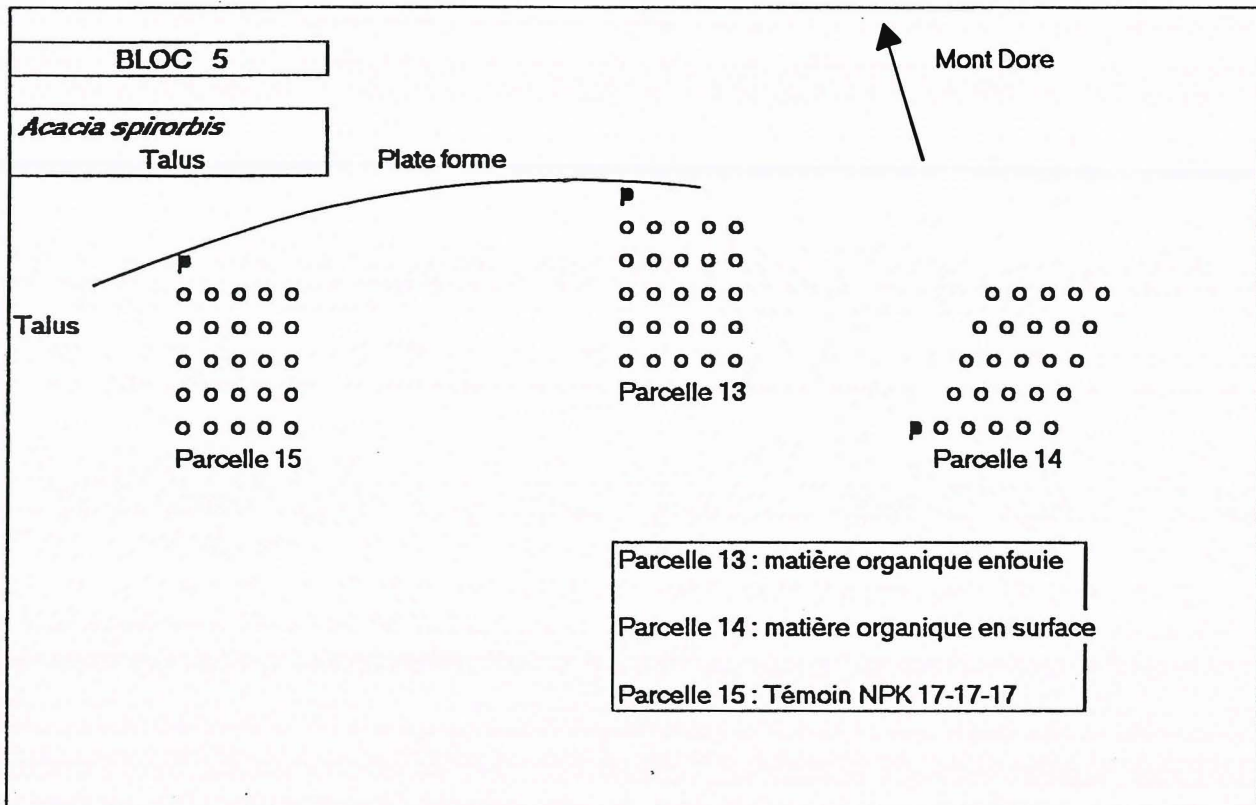 BLOC 5
Mont Dore
Acacia spirorbis
Talus
Plate forme
P
P
Talus
Parcelle 13
P
Parcelle 15
Parcelle 14
Parcelle 13 : matière organique enfouie
Parcelle 14 : matière organique en surface
Parcelle 15 : Témoin NPK 17-17-17